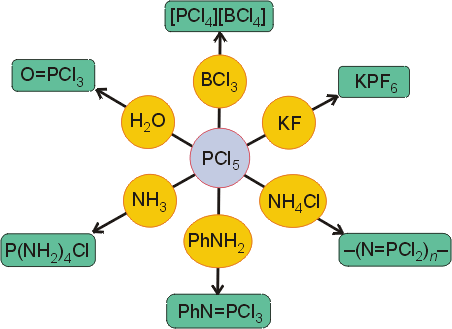 [PCl₄][BCl₄]
O=PCl₃
BCl₃
KPF₆
H₂O
KF
PCl₅
NH₃
NH₄Cl
PhNH₂
P(NH₂)₄Cl
–(N=PCl₂)ₙ–
PhN=PCl₃